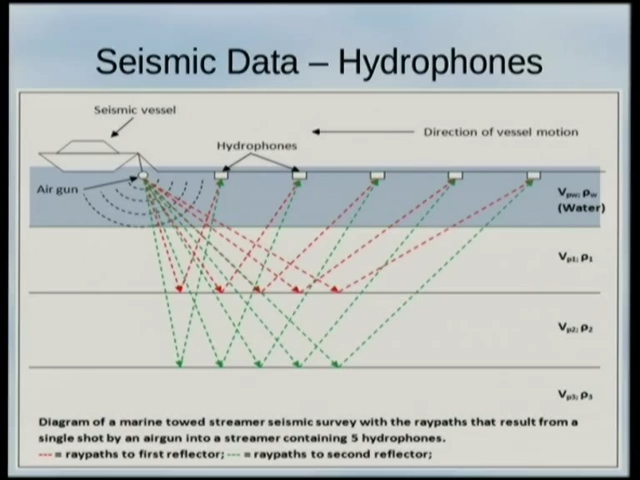 Seismic Data – Hydrophones
Seismic vessel
Hydrophones
Direction of vessel motion
Air gun
Vpw; ρw
(Water)
Vp1; ρ1
Vp2; ρ2
Vp3; ρ3
Diagram of a marine towed streamer seismic survey with the raypaths that result from a
single shot by an airgun into a streamer containing 5 hydrophones.
--- = raypaths to first reflector; --- = raypaths to second reflector;